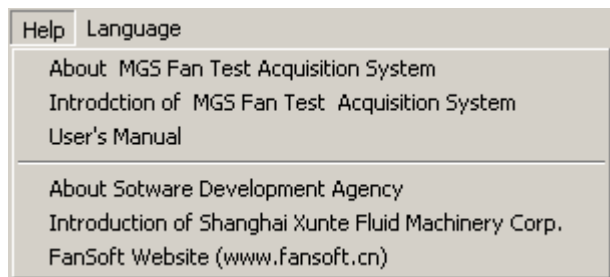 Help Language
About MGS Fan Test Acquisition System
Introdction of MGS Fan Test Acquisition System
User's Manual
About Sotware Development Agency
Introduction of Shanghai Xunte Fluid Machinery Corp.
FanSoft Website (www.fansoft.cn)